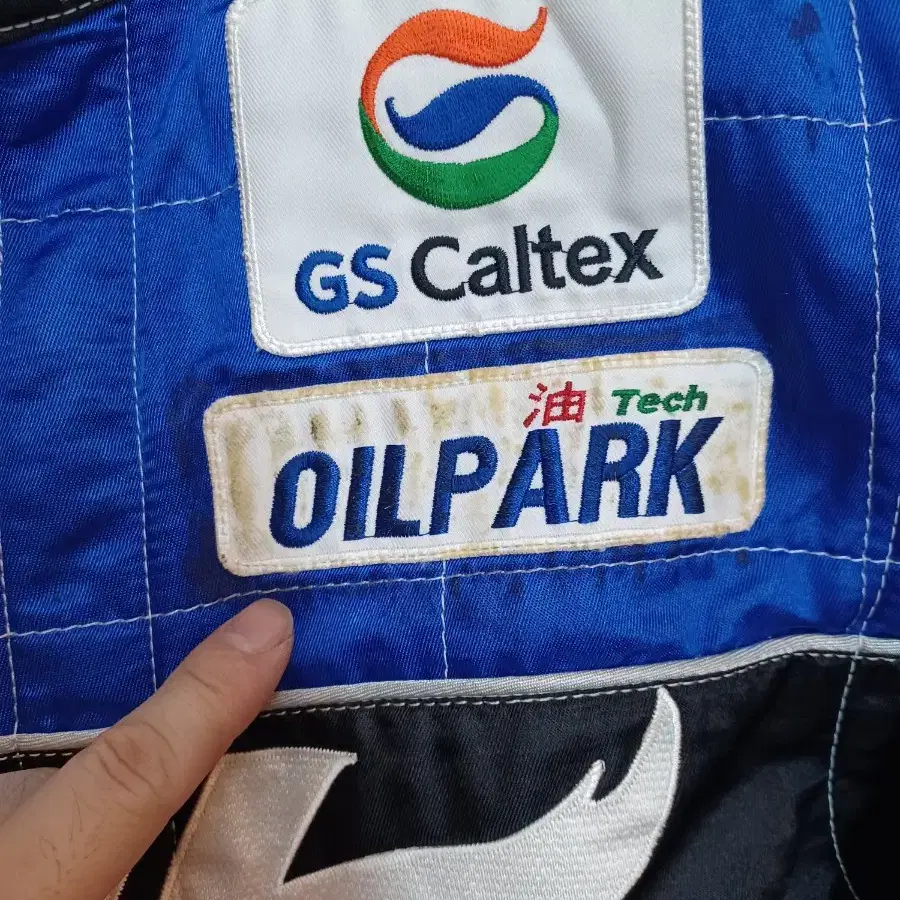 GS Caltex
油 Tech
OILPARK